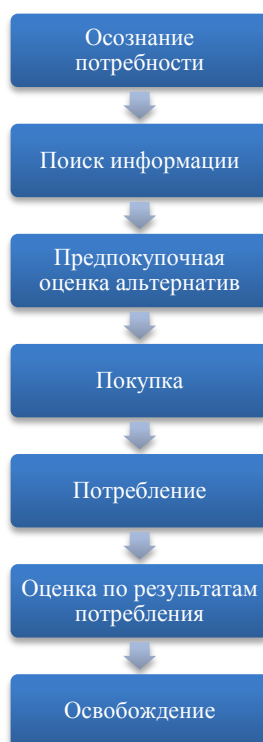 Осознание
потребности
Поиск информации
Предпокупочная
оценка альтернатив
Покупка
Потребление
Оценка по результатам
потребления
Освобождение